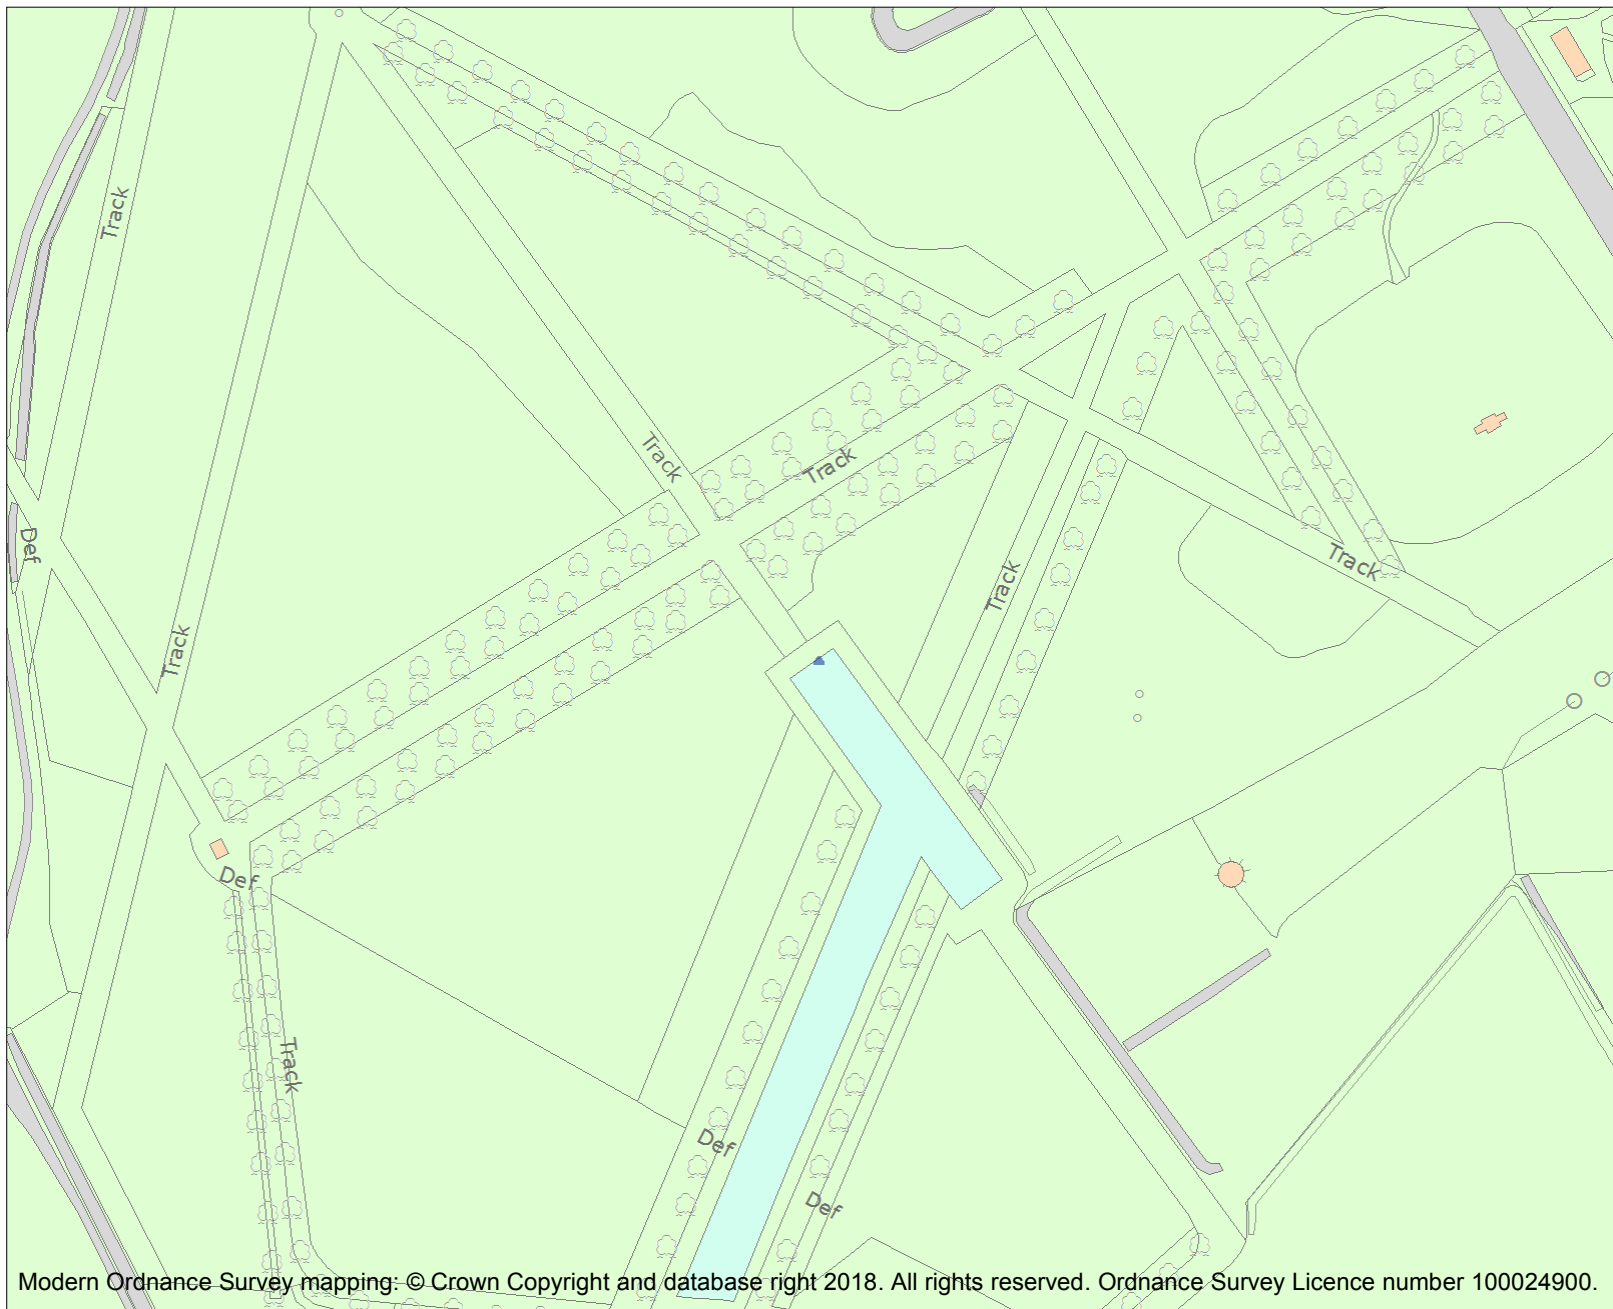 Track
Track
Track
Def
Track
Track
Track
Def
Track
Def
Def
Modern Ordnance Survey mapping: © Crown Copyright and database right 2018. All rights reserved. Ordnance Survey Licence number 100024900.